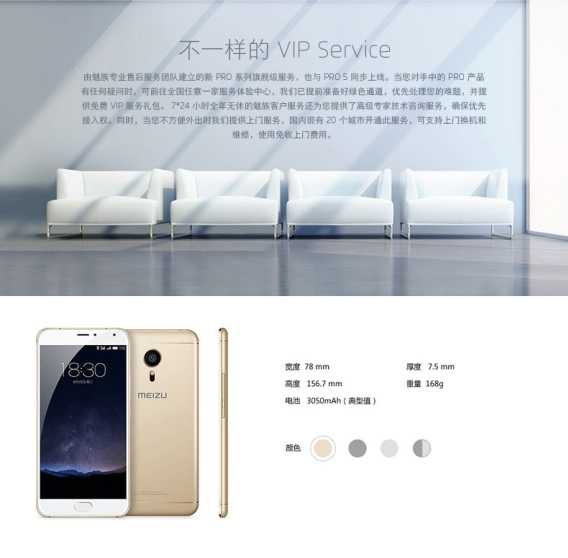 不一样的 VIP Service
由魅族专业售后服务团队建立的新 PRO 系列旗舰级服务，也与 PRO 5 同步上线。当您对手中的 PRO 产品
有任何疑问时，可前往全国任意一家服务体验中心，我们已提前准备好绿色通道，优先处理您的难题，并提
供免费 VIP 服务礼包。 7*24 小时全年无休的魅族客户服务还为您提供了高级专家技术咨询服务，确保优先
接入权。同时，当您不方便外出时我们提供上门服务，国内现有 20 个城市开通此服务，可支持上门换机和
维修，使用免收上门费用。
18:30
MEIZU
宽度 78 mm
厚度 7.5 mm
高度 156.7 mm
重量 168g
电池 3050mAh（典型值）
颜色